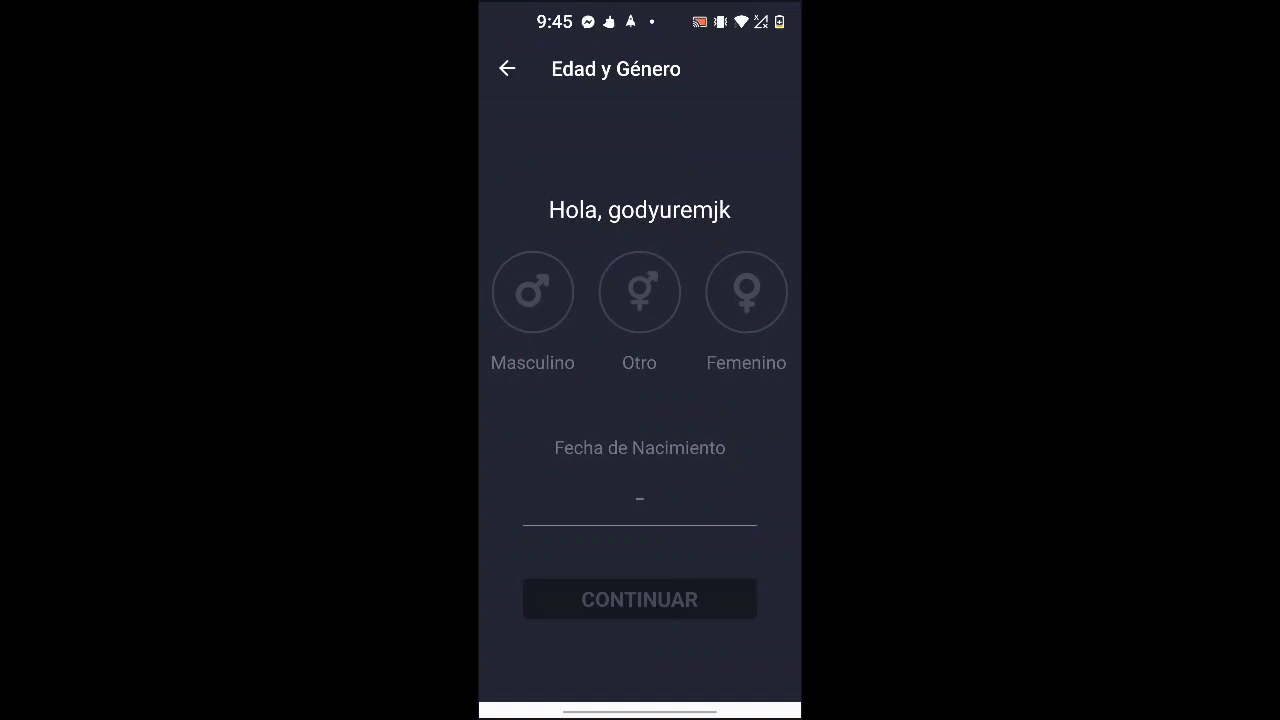 9:45
Edad y Género
Hola, godyuremjk
Masculino Otro Femenino
Fecha de Nacimiento
-
CONTINUAR